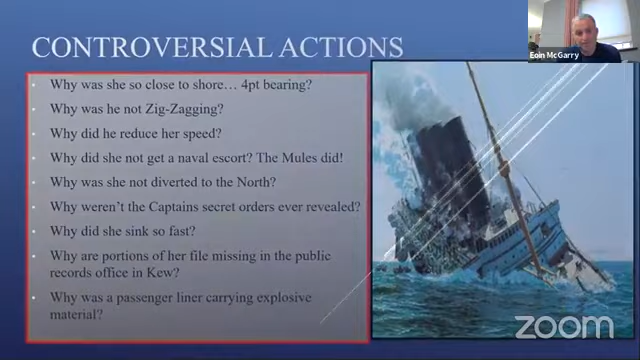 CONTROVERSIAL ACTIONS
Eoin McGarry
• Why was she so close to shore… 4pt bearing?
• Why was he not Zig-Zagging?
• Why did he reduce her speed?
• Why did she not get a naval escort? The Mules did!
• Why was she not diverted to the North?
• Why weren't the Captains secret orders ever revealed?
• Why did she sink so fast?
• Why are portions of her file missing in the public
records office in Kew?
• Why was a passenger liner carrying explosive
material?
zoom